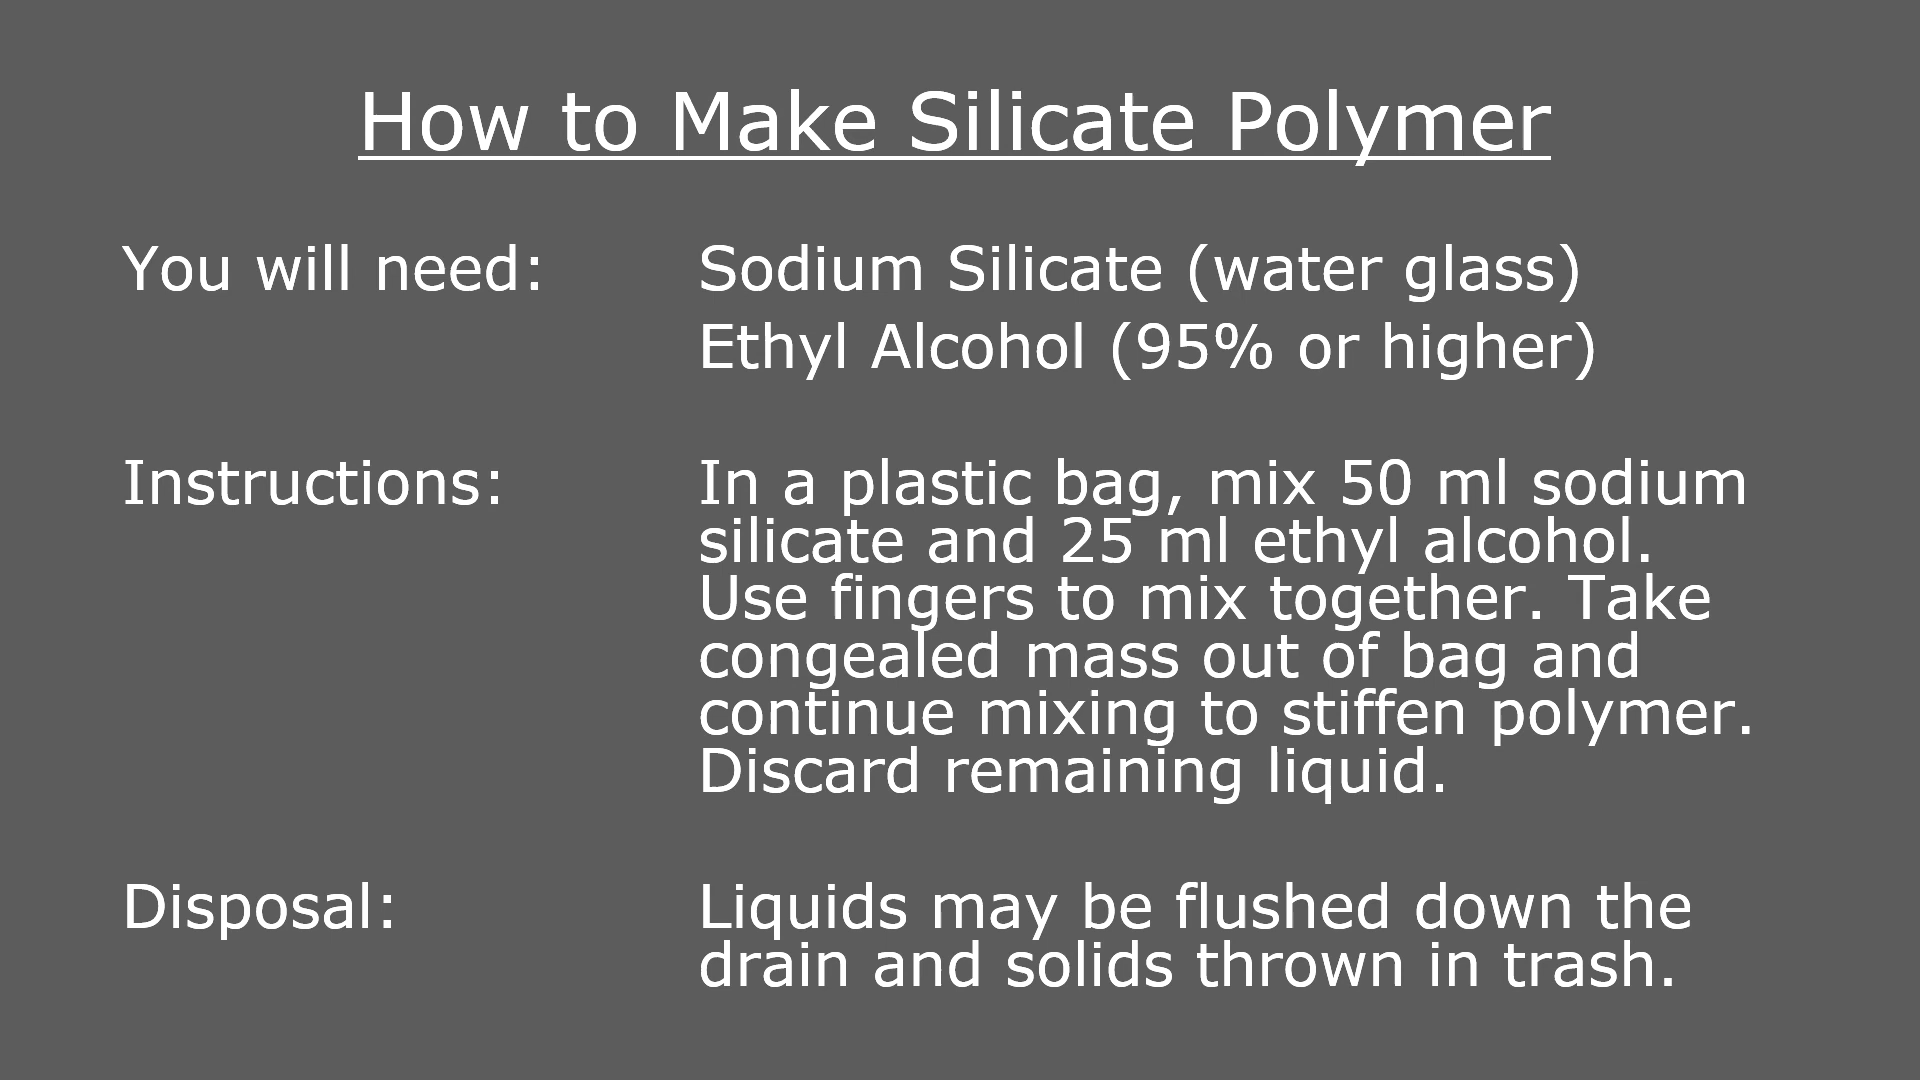 How to Make Silicate Polymer
You will need: Sodium Silicate (water glass)
Ethyl Alcohol (95% or higher)
Instructions: In a plastic bag, mix 50 ml sodium
silicate and 25 ml ethyl alcohol.
Use fingers to mix together. Take
congealed mass out of bag and
continue mixing to stiffen polymer.
Discard remaining liquid.
Disposal: Liquids may be flushed down the
drain and solids thrown in trash.